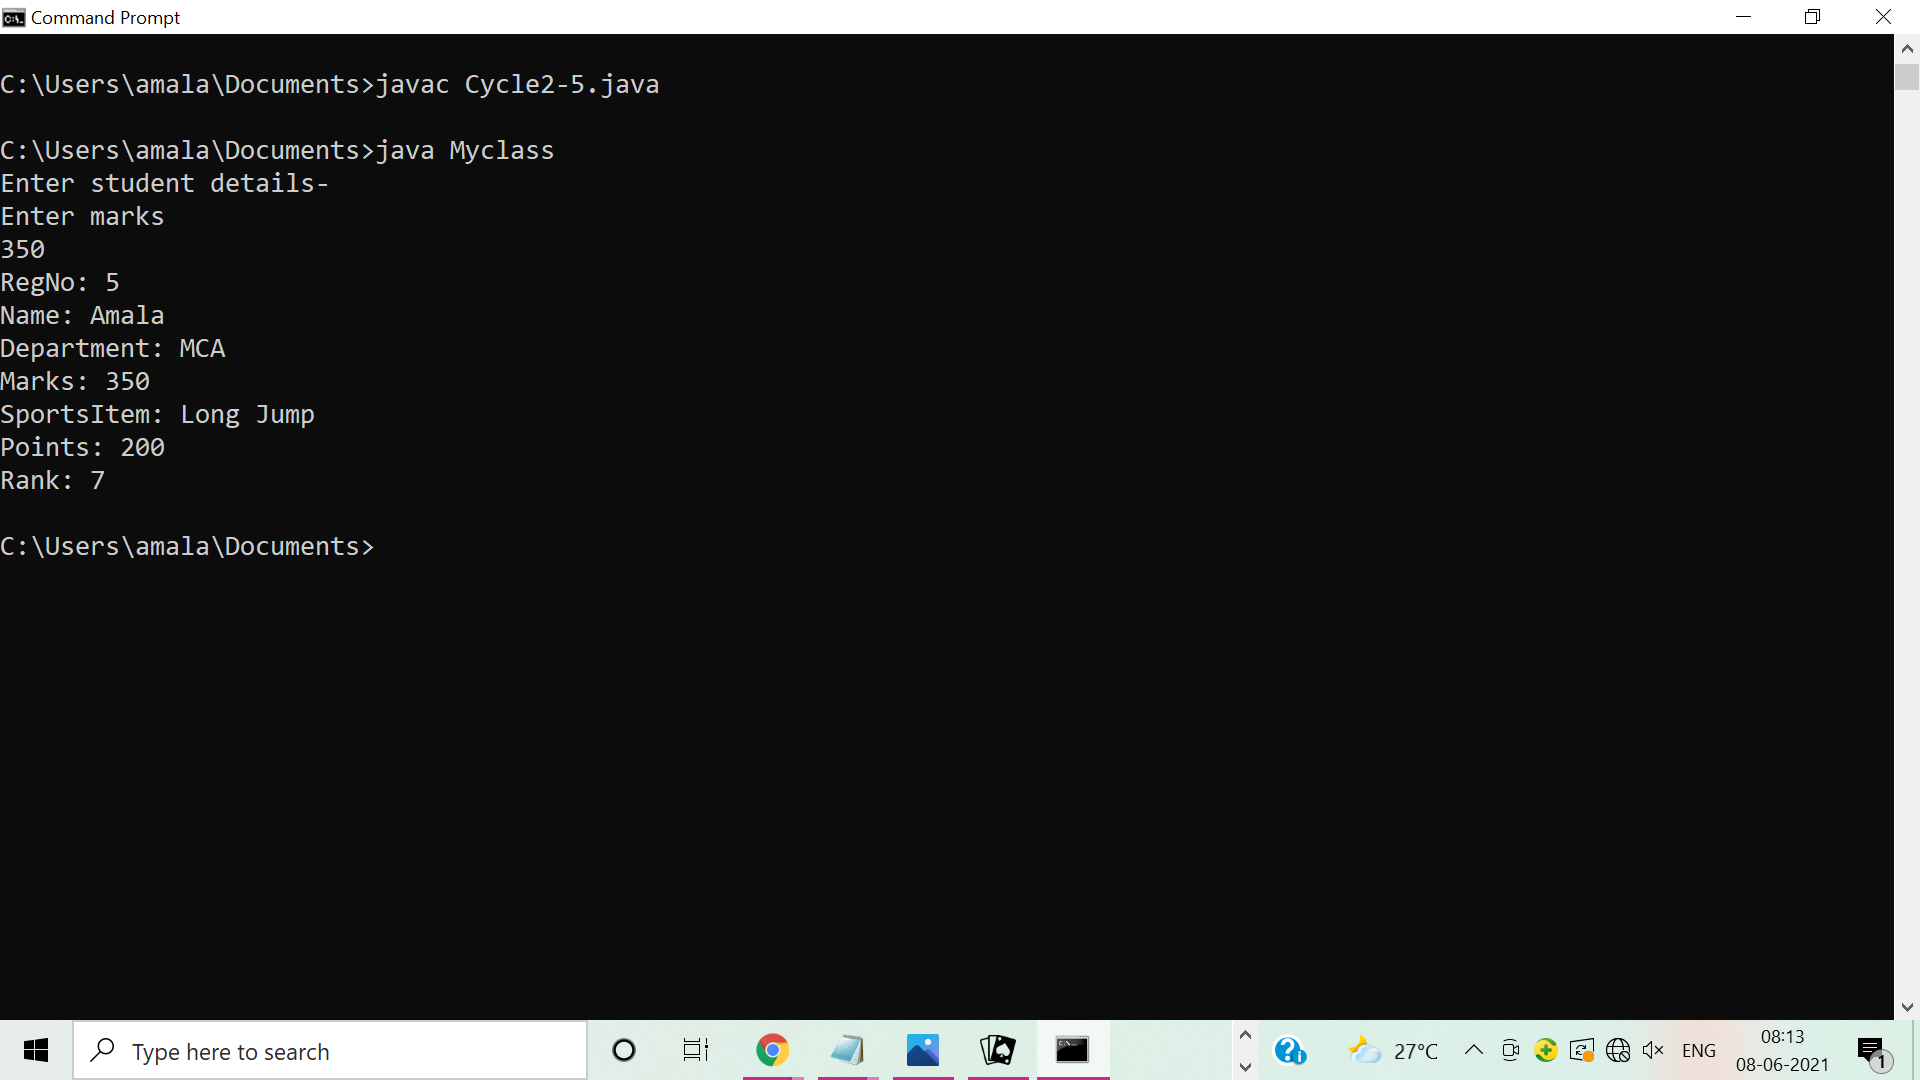 Command Prompt
C:\Users\amala\Documents>javac Cycle2-5.java
C:\Users\amala\Documents>java Myclass
Enter student details-
Enter marks
350
RegNo: 5
Name: Amala
Department: MCA
Marks: 350
SportsItem: Long Jump
Points: 200
Rank: 7
C:\Users\amala\Documents>
Type here to search
27°C
ENG
08:13
08-06-2021
1